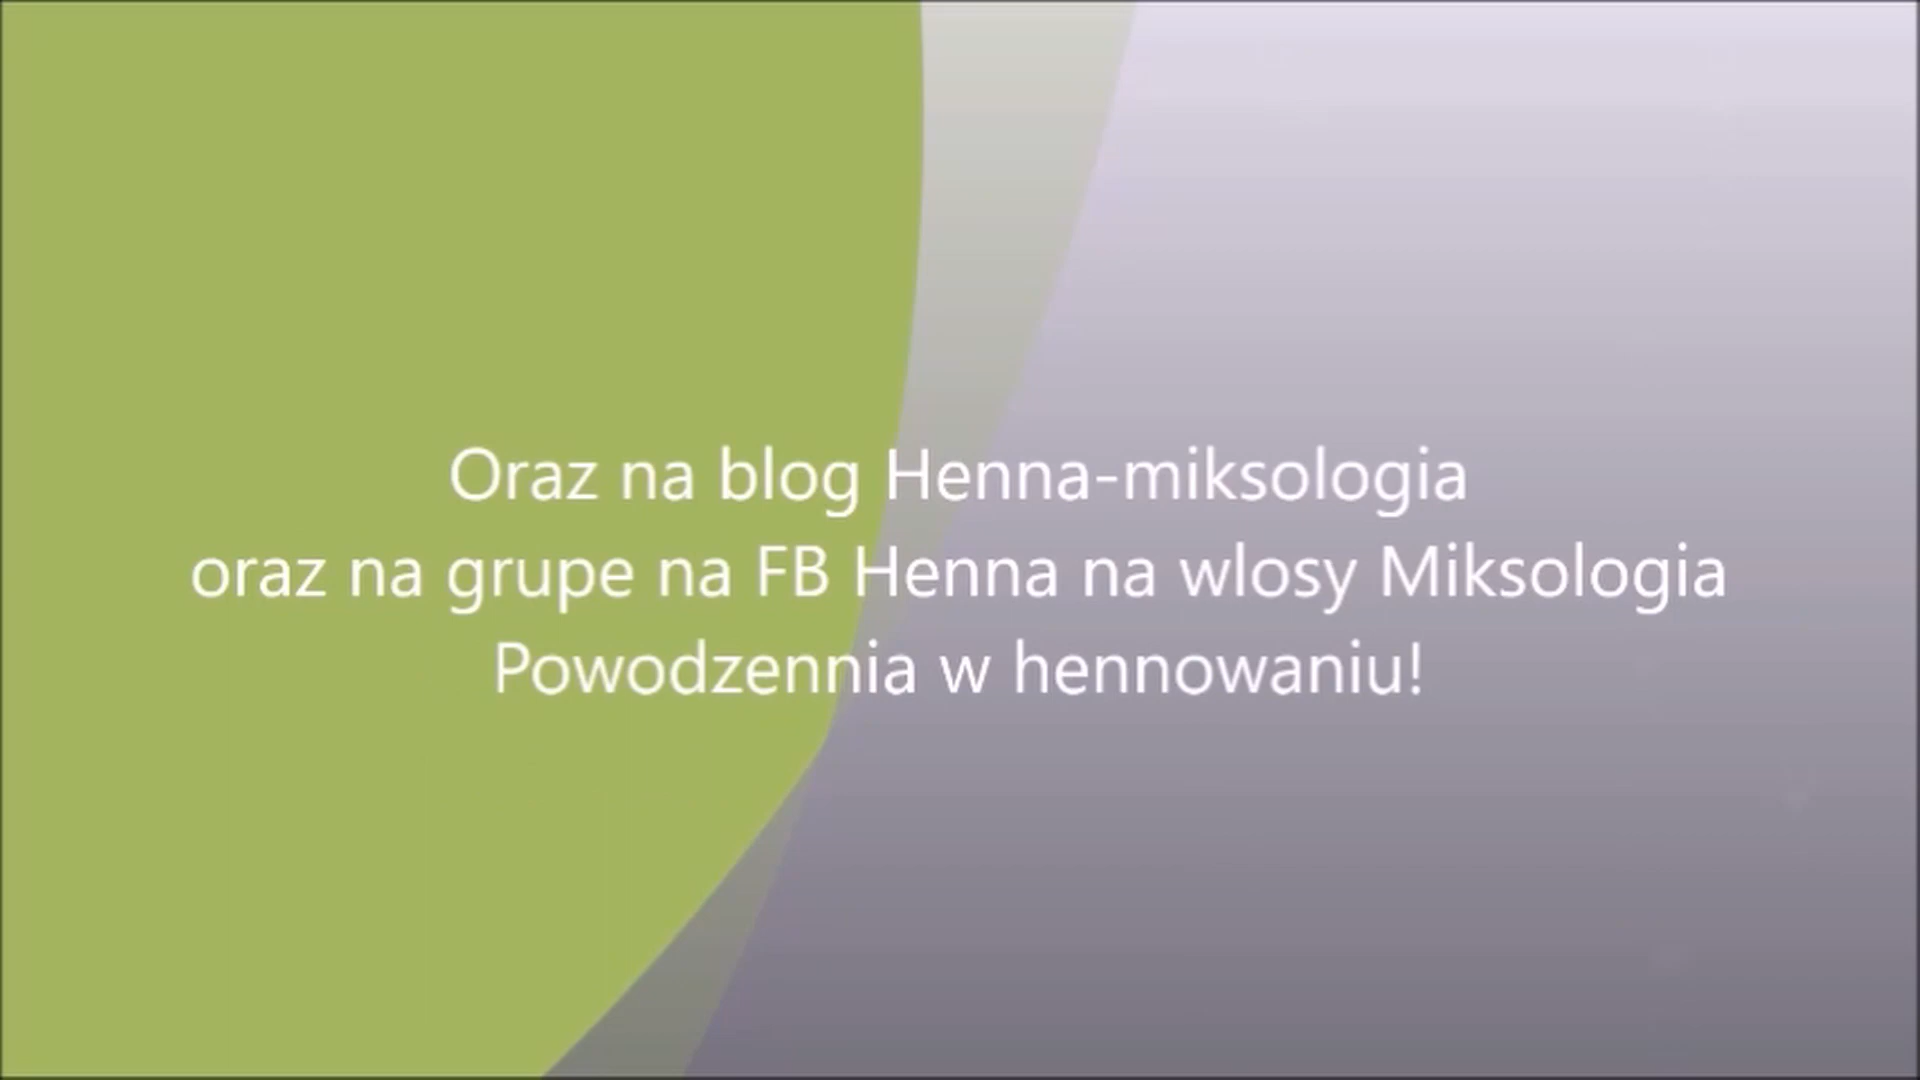 Oraz na blog Henna-miksologia
oraz na grupe na FB Henna na wlosy Miksologia
Powodzennia w hennowaniu!